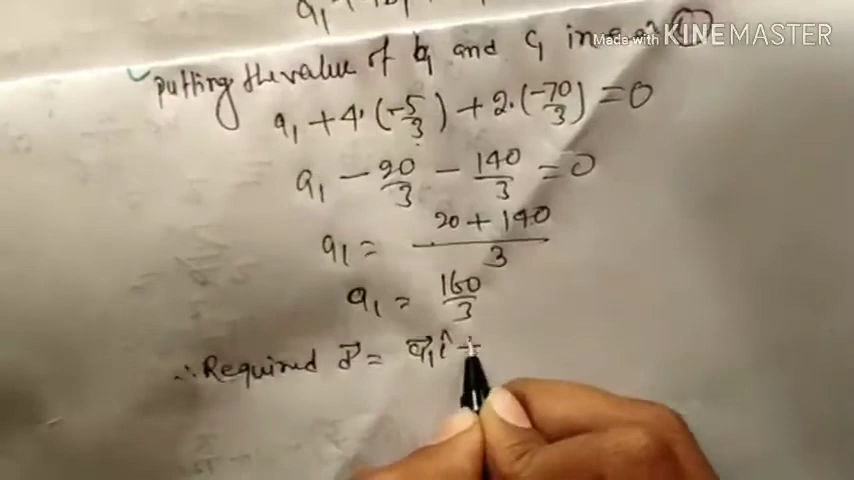 Made with KINEMASTER
putting the value of b₁ and c₁ in 
a₁ + 4·(-5/3) + 2·(-70/3) = 0
a₁ - 20/3 - 140/3 = 0
a₁ = (20 + 140)/3
a₁ = 160/3
∴ Required d⃗ = a⃗₁î +